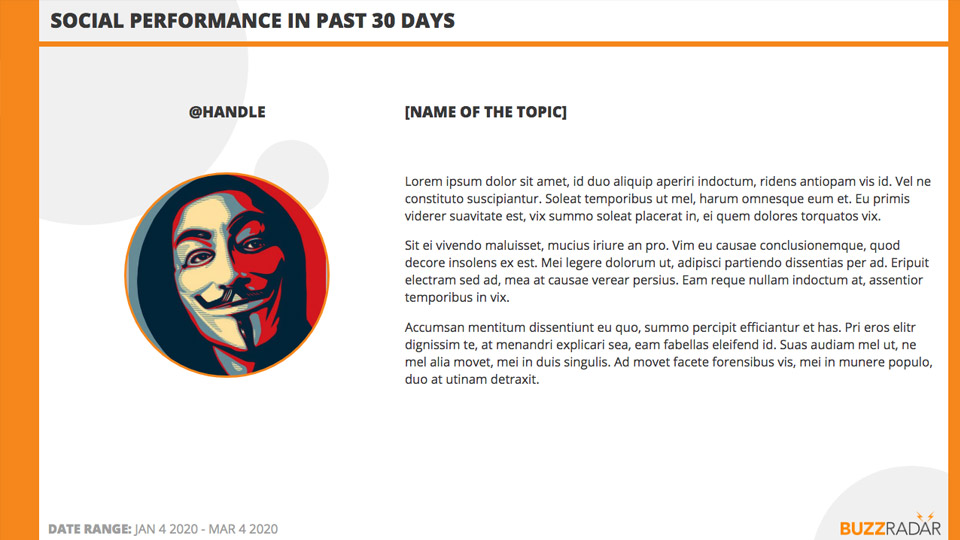 SOCIAL PERFORMANCE IN PAST 30 DAYS
@HANDLE
[NAME OF THE TOPIC]
Lorem ipsum dolor sit amet, id duo aliquip aperiri indoctum, ridens antiopam vis id. Vel ne
constituto suscipiantur. Soleat temporibus ut mel, harum omnesque eum et. Eu primis
viderer suavitate est, vix summo soleat placerat in, ei quem dolores torquatos vix.
Sit ei vivendo maluisset, mucius iriure an pro. Vim eu causae conclusionemque, quod
decore insolens ex est. Mei legere dolorum ut, adipisci partiendo dissentias per ad. Eripuit
electram sed ad, mea at causae verear persius. Eam reque nullam indoctum at, assentior
temporibus in vix.
Accumsan mentitum dissentiunt eu quo, summo percipit efficiantur et has. Pri eros elitr
dignissim te, at menandri explicari sea, eam fabellas eleifend id. Suas audiam mel ut, ne
mel alia movet, mei in duis singulis. Ad movet facete forensibus vis, mei in munere populo,
duo at utinam detraxit.
DATE RANGE: JAN 4 2020 - MAR 4 2020
BUZZRADAR